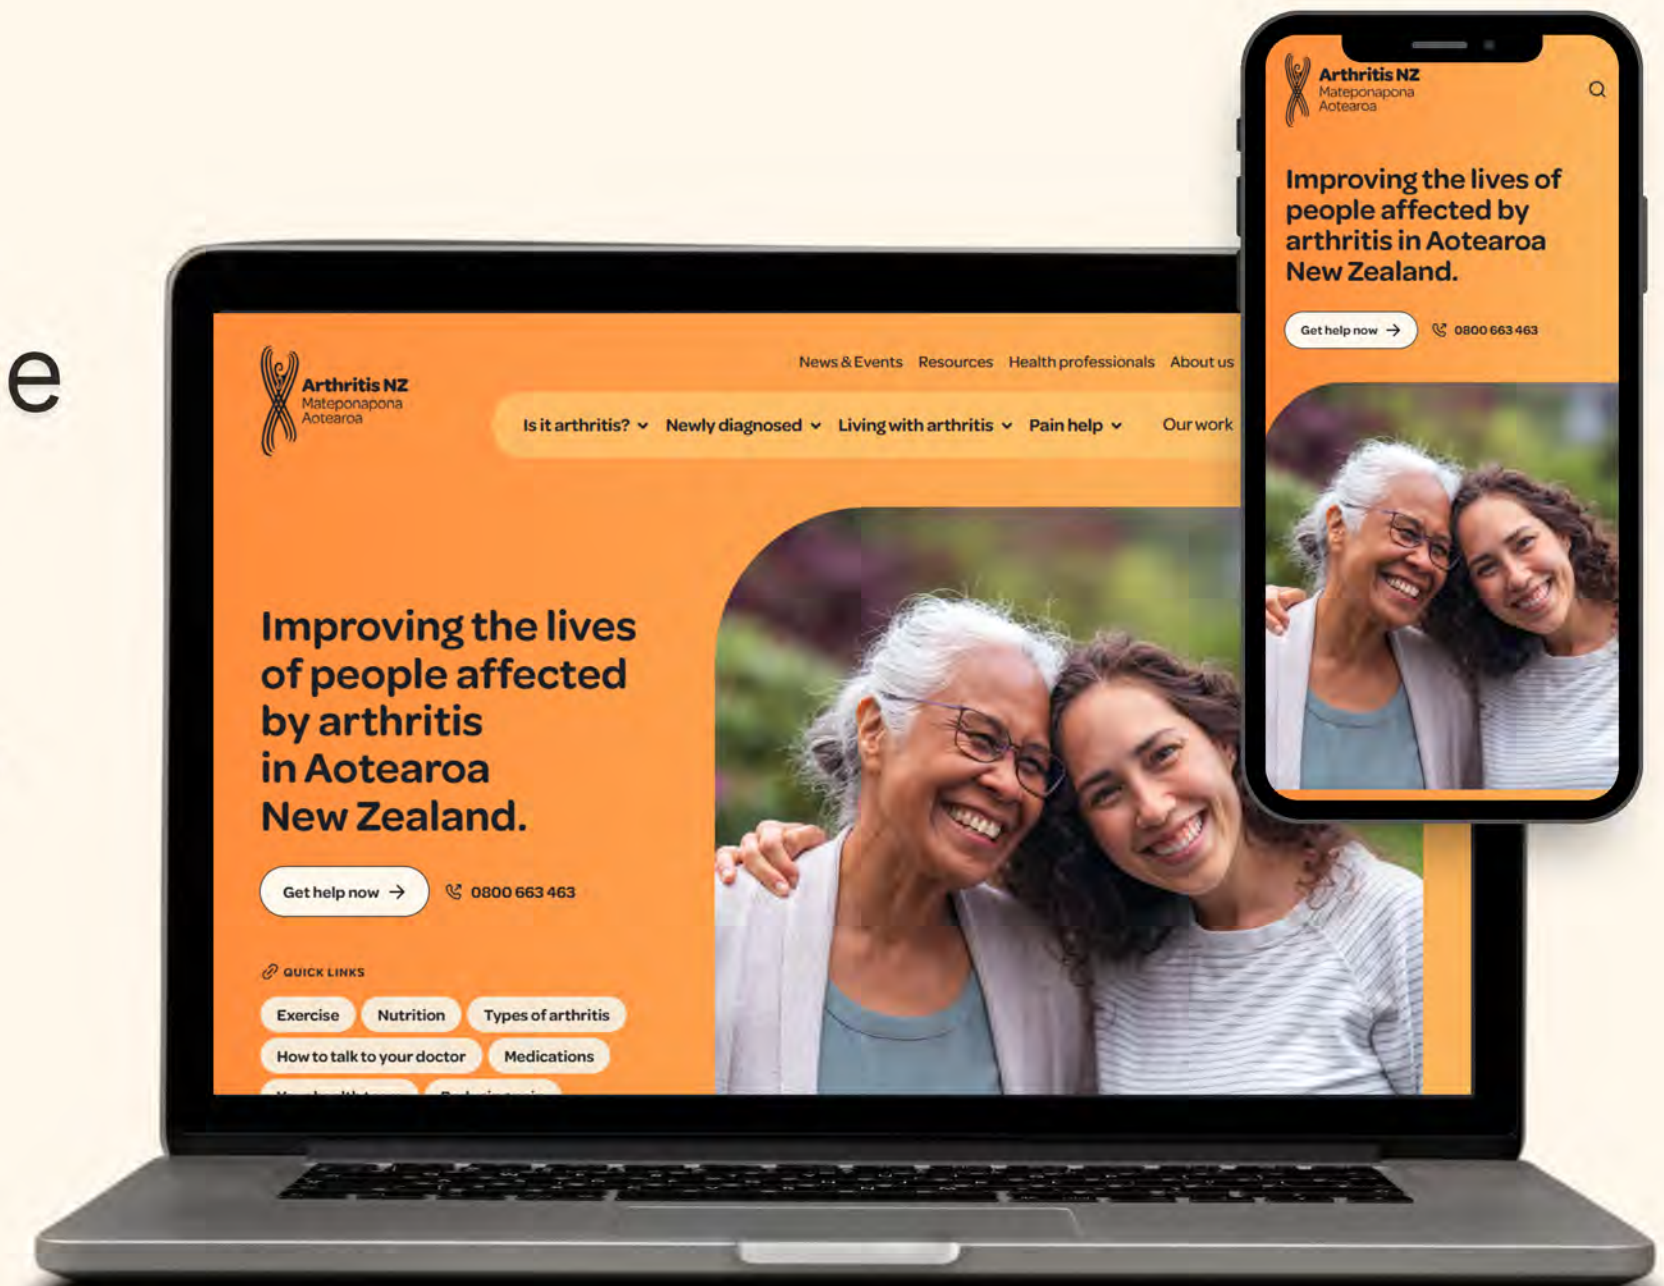 e
Arthritis NZ
Mateponapona
Aotearoa
News & Events Resources Health professionals About us
Is it arthritis? Newly diagnosed Living with arthritis Pain help Our work
Improving the lives
of people affected
by arthritis
in Aotearoa
New Zealand.
Get help now → 0800 663 463
QUICK LINKS
Exercise Nutrition Types of arthritis
How to talk to your doctor Medications
Arthritis NZ
Mateponapona
Aotearoa
Improving the lives of
people affected by
arthritis in Aotearoa
New Zealand.
Get help now → 0800 663 463